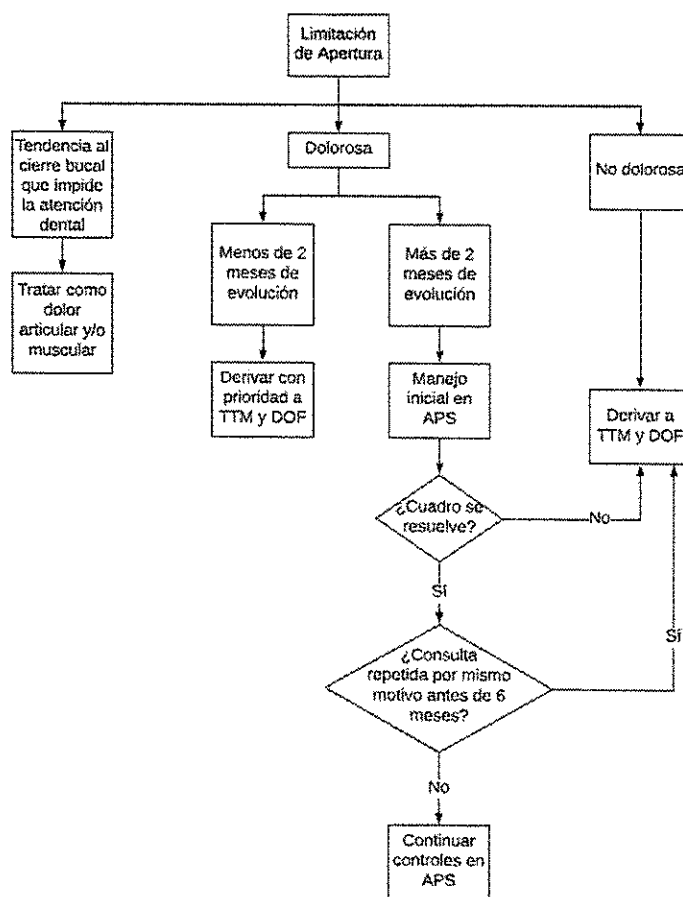 Limitación
de Apertura
Tendencia al
cierre bucal
que impide
la atención
dental
Dolorosa
No dolorosa
Menos de 2
meses de
evolución
Más de 2
meses de
evolución
Tratar como
dolor
articular y/o
muscular
Derivar con
prioridad a
TTM y DOF
Manejo
inicial en
APS
Derivar a
TTM y DOF
¿Cuadro se
resuelve?
No
Sí
Sí
¿Consulta
repetida por mismo
motivo antes de 6
meses?
No
Continuar
controles en
APS